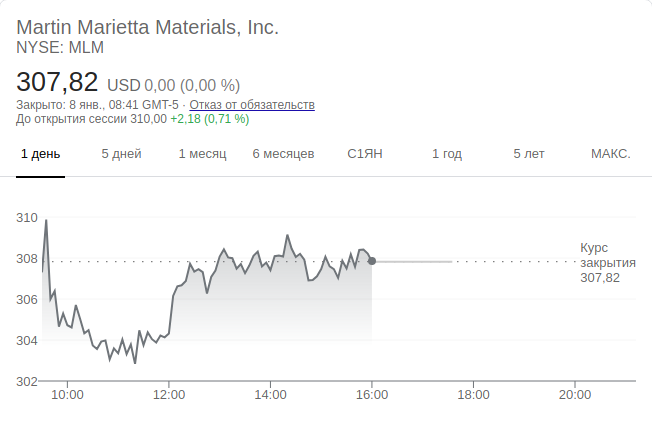 Martin Marietta Materials, Inc.
NYSE: MLM
307,82 USD 0,00 (0,00 %)
Закрыто: 8 янв., 08:41 GMT-5 · Отказ от обязательств
До открытия сессии 310,00 +2,18 (0,71 %)
1 день 5 дней 1 месяц 6 месяцев С1ЯН 1 год 5 лет МАКС.
310
308
306
304
302
Курс
закрытия
307,82
10:00 12:00 14:00 16:00 18:00 20:00